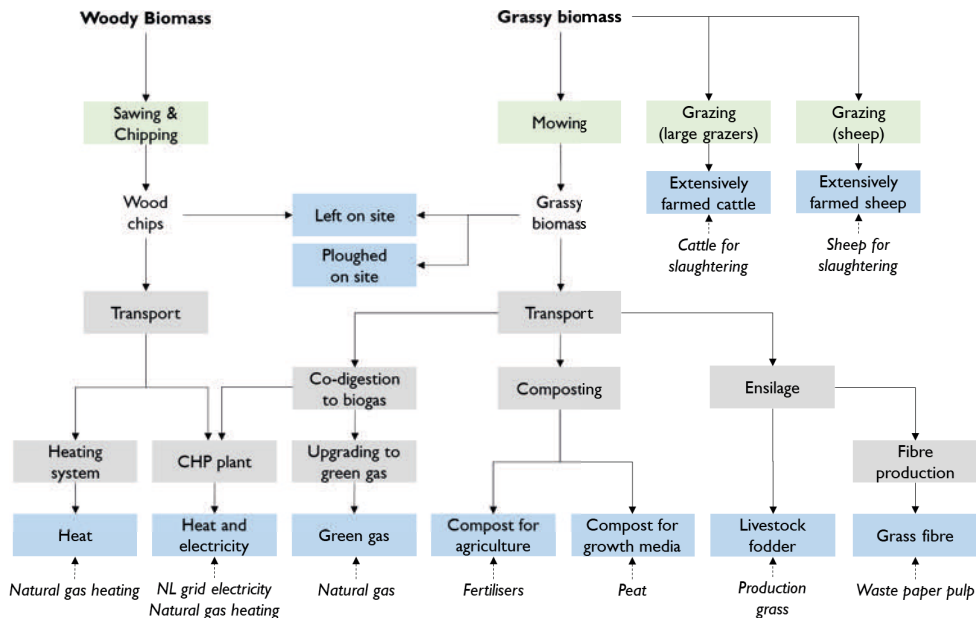 Woody Biomass
Grassy biomass
Sawing &
Chipping
Mowing
Grazing
(large grazers)
Grazing
(sheep)
Extensively
farmed cattle
Extensively
farmed sheep
Wood
chips
Left on site
Grassy
biomass
Cattle for
slaughtering
Sheep for
slaughtering
Ploughed
on site
Transport
Transport
Co-digestion
to biogas
Composting
Ensilage
Heating
system
CHP plant
Upgrading to
green gas
Fibre
production
Heat
Heat and
electricity
Green gas
Compost for
agriculture
Compost for
growth media
Livestock
fodder
Grass fibre
Natural gas heating
NL grid electricity
Natural gas heating
Natural gas
Fertilisers
Peat
Production
grass
Waste paper pulp